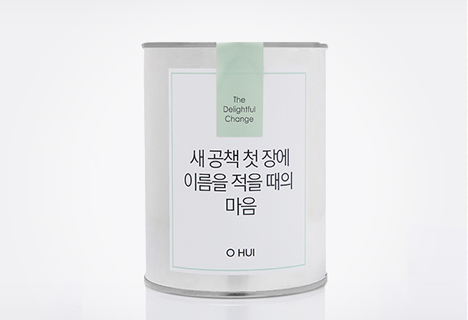 The
Delightful
Change
새 공책 첫 장에
이름을 적을 때의
마음
O HUI